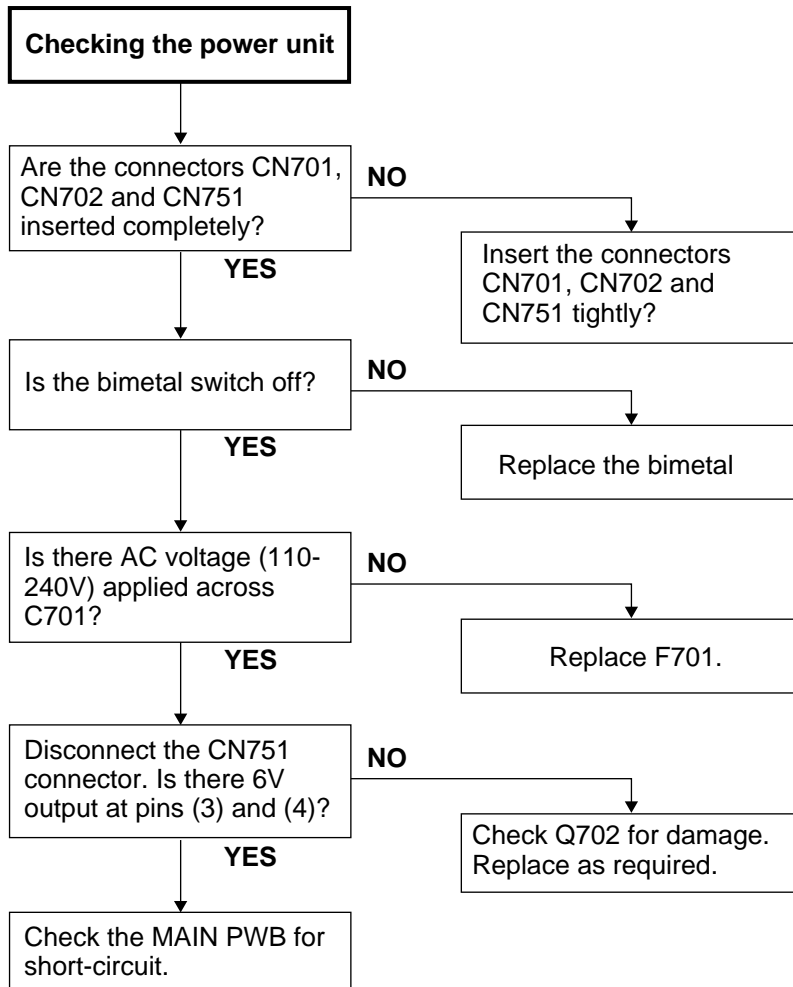 Checking the power unit
Are the connectors CN701,
CN702 and CN751
inserted completely?
NO
YES
Insert the connectors
CN701, CN702 and
CN751 tightly?
Is the bimetal switch off?
NO
YES
Replace the bimetal
Is there AC voltage (110-
240V) applied across
C701?
NO
YES
Replace F701.
Disconnect the CN751
connector. Is there 6V
output at pins (3) and (4)?
NO
YES
Check Q702 for damage.
Replace as required.
Check the MAIN PWB for
short-circuit.